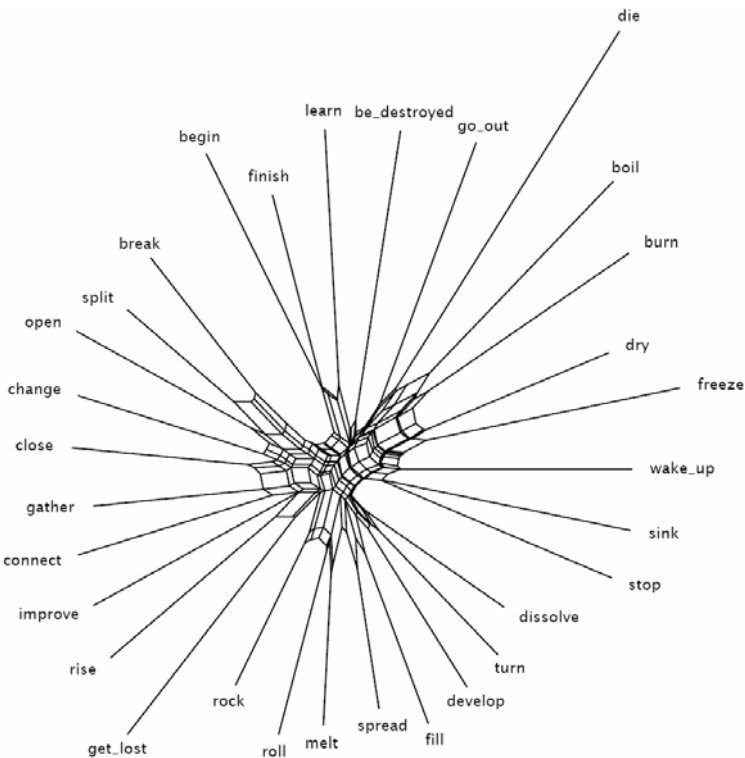 die
learn
be_destroyed
go_out
begin
finish
boil
break
burn
split
open
dry
change
freeze
close
wake_up
gather
sink
connect
stop
improve
dissolve
rise
turn
rock
develop
get_lost
roll
melt
spread
fill